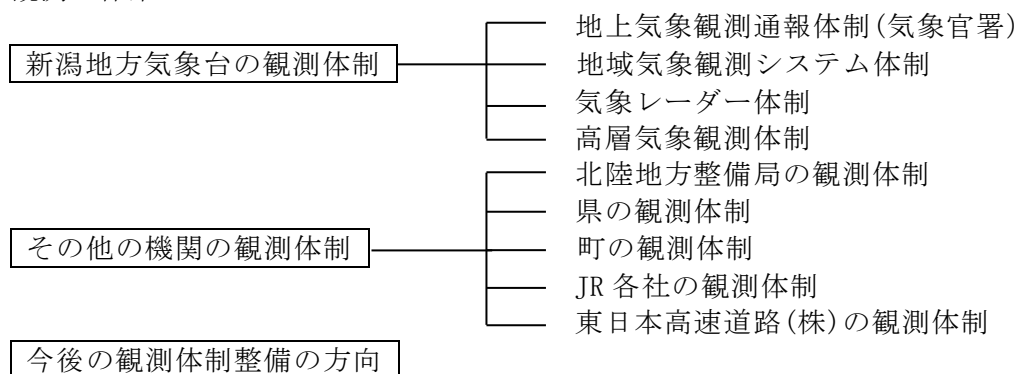 地上気象観測通報体制(気象官署)
新潟地方気象台の観測体制
地域気象観測システム体制
気象レーダー体制
高層気象観測体制
北陸地方整備局の観測体制
県の観測体制
その他の機関の観測体制
町の観測体制
JR各社の観測体制
東日本高速道路(株)の観測体制
今後の観測体制整備の方向